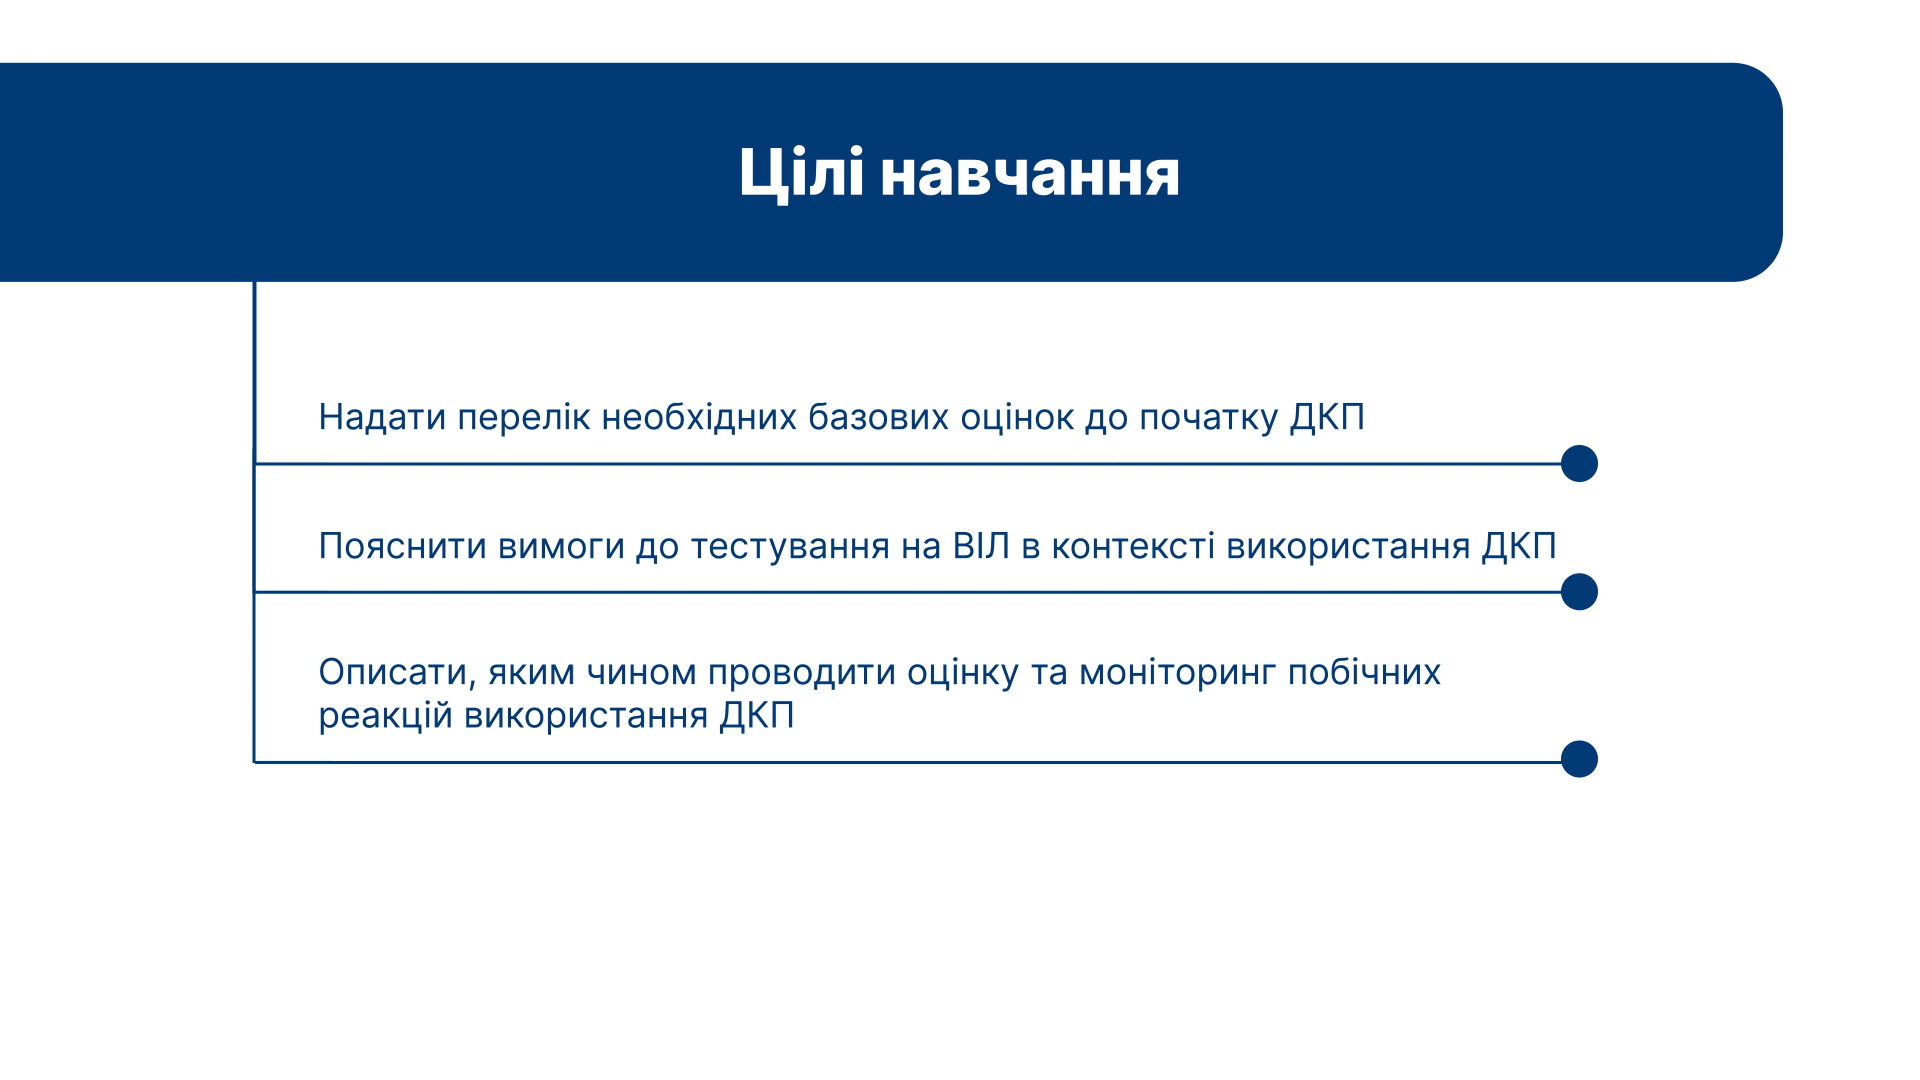 Цілі навчання
Надати перелік необхідних базових оцінок до початку ДКП
Пояснити вимоги до тестування на ВІЛ в контексті використання ДКП
Описати, яким чином проводити оцінку та моніторинг побічних
реакцій використання ДКП